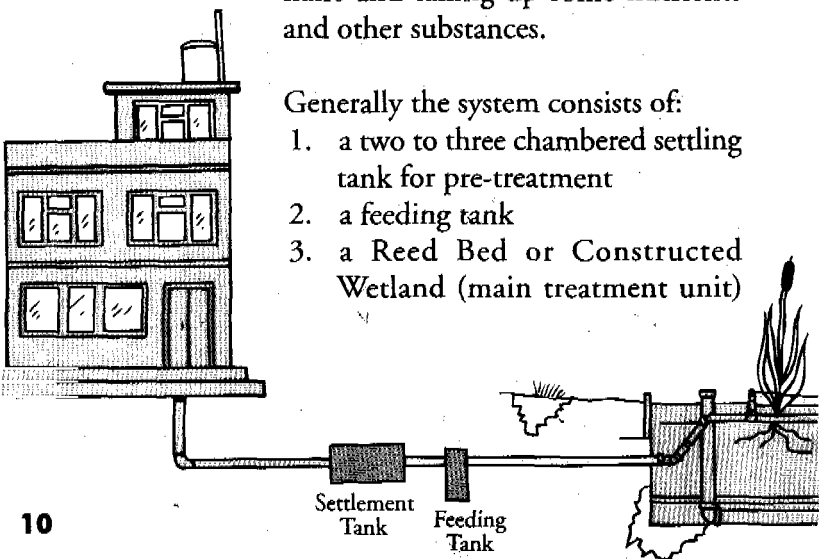 and other substances.
Generally the system consists of:
1. a two to three chambered settling
tank for pre-treatment
2. a feeding tank
3. a Reed Bed or Constructed
Wetland (main treatment unit)
Settlement
Tank
Feeding
Tank
10